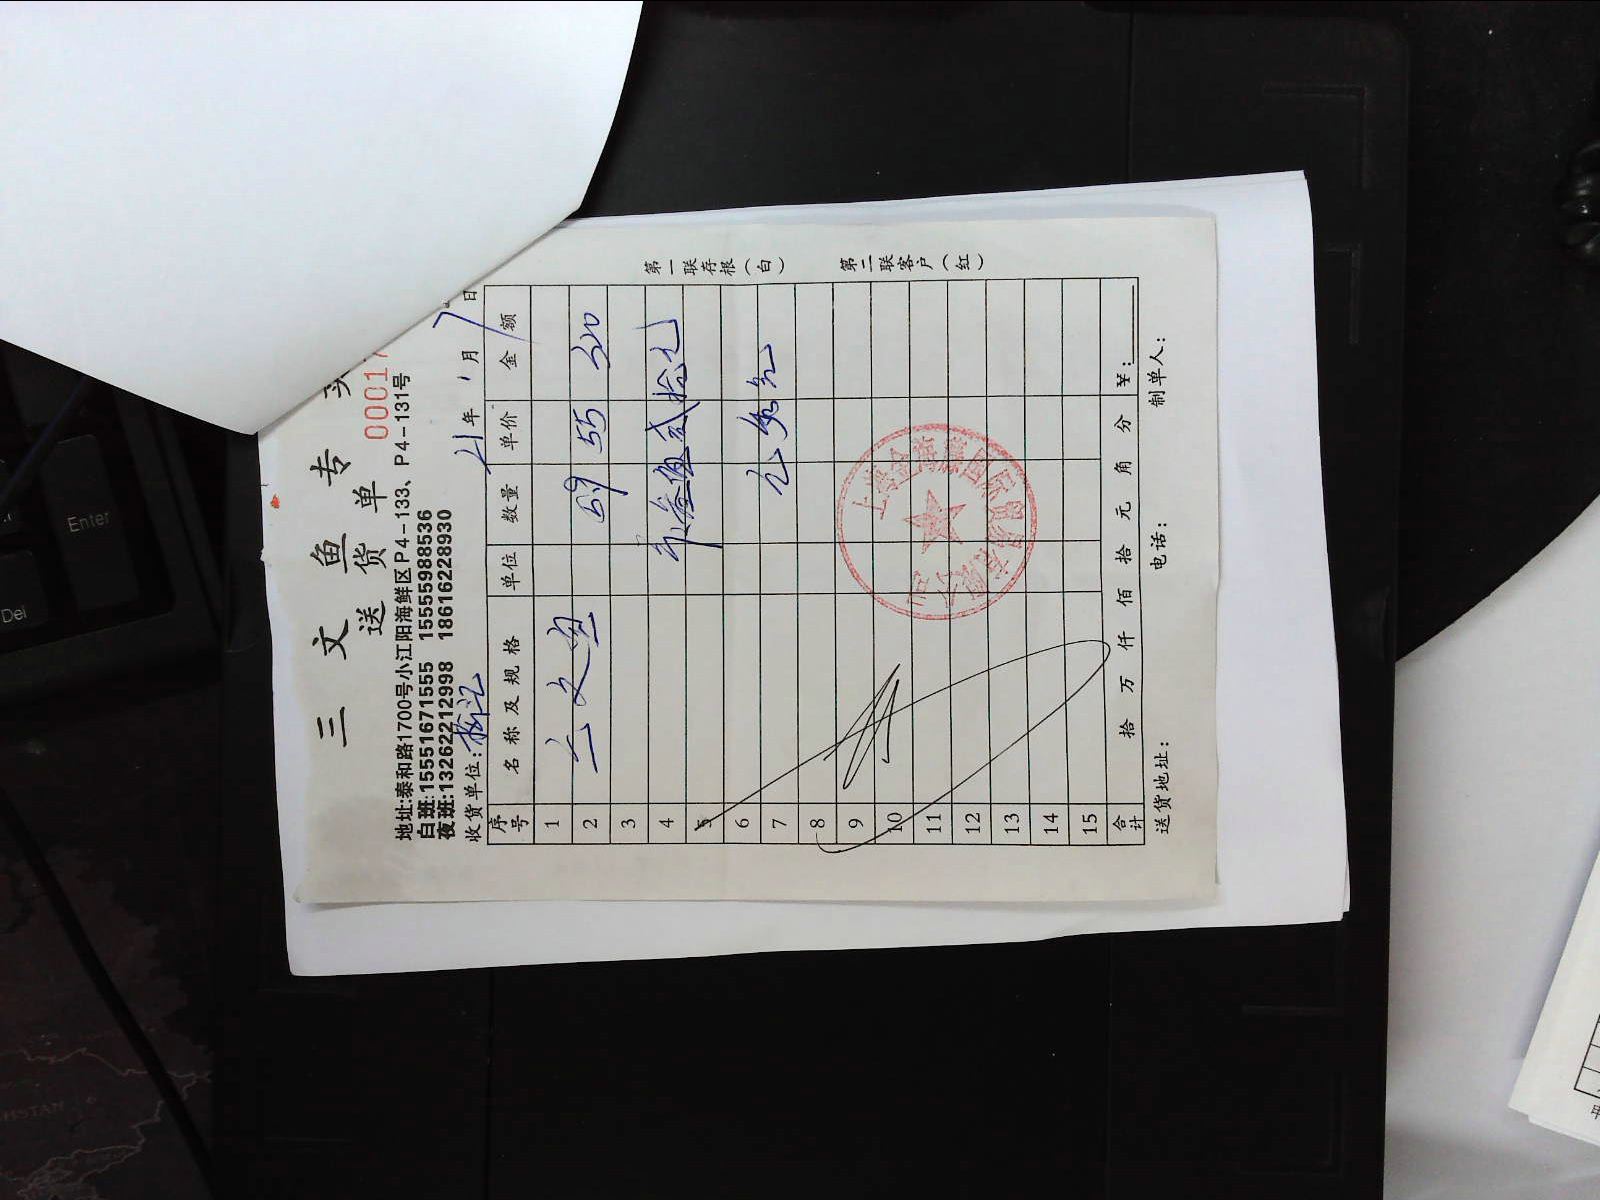 三文鱼专
送货单
0001
地址:泰和路1700号小江阳海鲜区P4-133、P4-131号
白班:15551671555 15555988536
夜班:13262212998 18616228930
收货单位: 21年1月7日
序号 名称及规格 单位 数量 单价 金额
1 三文鱼
2 55
3
4
5
6
7
8
9
10
11
12
13
14
15
合计 拾 万 仟 佰 拾 元 角 分 ¥:
送货地址: 电话: 制单人:
第一联存根(白) 第二联客户(红)
Enter
Del